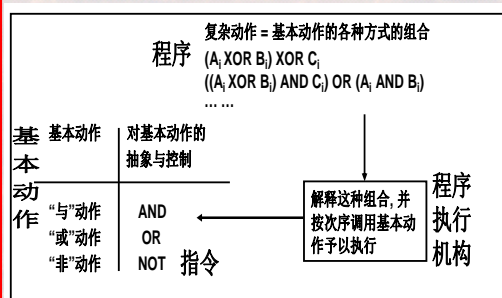 程序
复杂动作 = 基本动作的各种方式的组合
(Ai XOR Bi) XOR Ci
((Ai XOR Bi) AND Ci) OR (Ai AND Bi)
... ...
基本动作
基本动作
对基本动作的
抽象与控制
“与”动作 AND
“或”动作 OR
“非”动作 NOT
指令
解释这种组合, 并
按次序调用基本动
作予以执行
程序
执行
机构